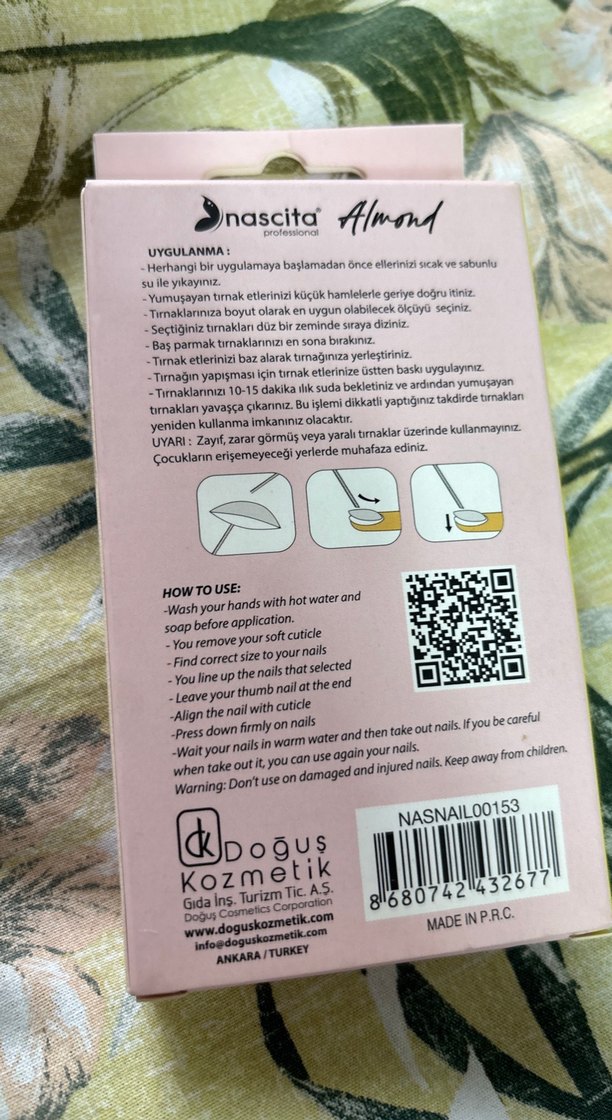 nascita® Almond
professional
UYGULANMA :
- Herhangi bir uygulamaya başlamadan önce ellerinizi sıcak ve sabunlu
su ile yıkayınız.
- Yumuşayan tırnak etlerinizi küçük hamlelerle geriye doğru itiniz.
- Tırnaklarınıza boyut olarak en uygun olabilecek ölçüyü seçiniz.
- Seçtiğiniz tırnakları düz bir zeminde sıraya diziniz.
- Baş parmak tırnaklarınızı en sona bırakınız.
- Tırnak etlerinizi baz alarak tırnağınıza yerleştiriniz.
- Tırnağın yapışması için tırnak etlerinize üstten baskı uygulayınız.
- Tırnaklarınızı 10-15 dakika ılık suda bekletiniz ve ardından yumuşayan
tırnakları yavaşça çıkarınız. Bu işlemi dikkatli yaptığınız takdirde tırnakları
yeniden kullanma imkanınız olacaktır.
UYARI : Zayıf, zarar görmüş veya yaralı tırnaklar üzerinde kullanmayınız.
Çocukların erişemeyeceği yerlerde muhafaza ediniz.
HOW TO USE:
-Wash your hands with hot water and
soap before application.
- You remove your soft cuticle
- Find correct size to your nails
- You line up the nails that selected
- Leave your thumb nail at the end
-Align the nail with cuticle
-Press down firmly on nails
-Wait your nails in warm water and then take out nails. If you be careful
when take out it, you can use again your nails.
Warning: Don't use on damaged and injured nails. Keep away from children.
dk Doğuş
Kozmetik
Gıda İnş. Turizm Tic. A.Ş.
Doğuş Cosmetics Corporation
www.doguskozmetik.com
info@doguskozmetik.com
ANKARA / TURKEY
NASNAIL00153
8 680742 432677
MADE IN P.R.C.